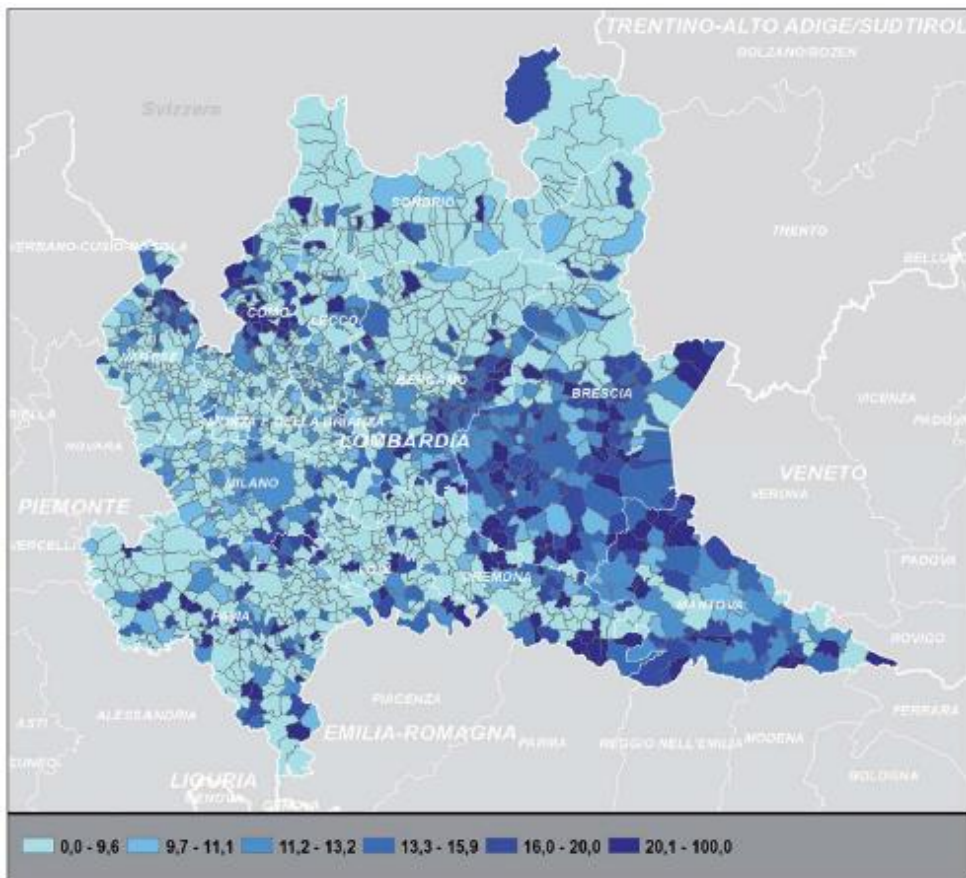 TRENTINO-ALTO ADIGE/SUDTIROL
BOLZANO/BOZEN
Svizzera
SONDRIO
TRENTO
BELLUNO
COMO
LECCO
VARESE
BERGAMO
BRESCIA
VICENZA
NOVARA
MONZA E DELLA BRIANZA
LOMBARDIA
MILANO
VENETO
VERONA
PIEMONTE
VERCELLI
PADOVA
LODI
CREMONA
MANTOVA
PAVIA
ROVIGO
PIACENZA
ALESSANDRIA
FERRARA
ASTI
EMILIA-ROMAGNA
PARMA
REGGIO NELL'EMILIA
MODENA
CUNEO
BOLOGNA
LIGURIA
GENOVA
0,0 - 9,6 9,7 - 11,1 11,2 - 13,2 13,3 - 15,9 16,0 - 20,0 20,1 - 100,0